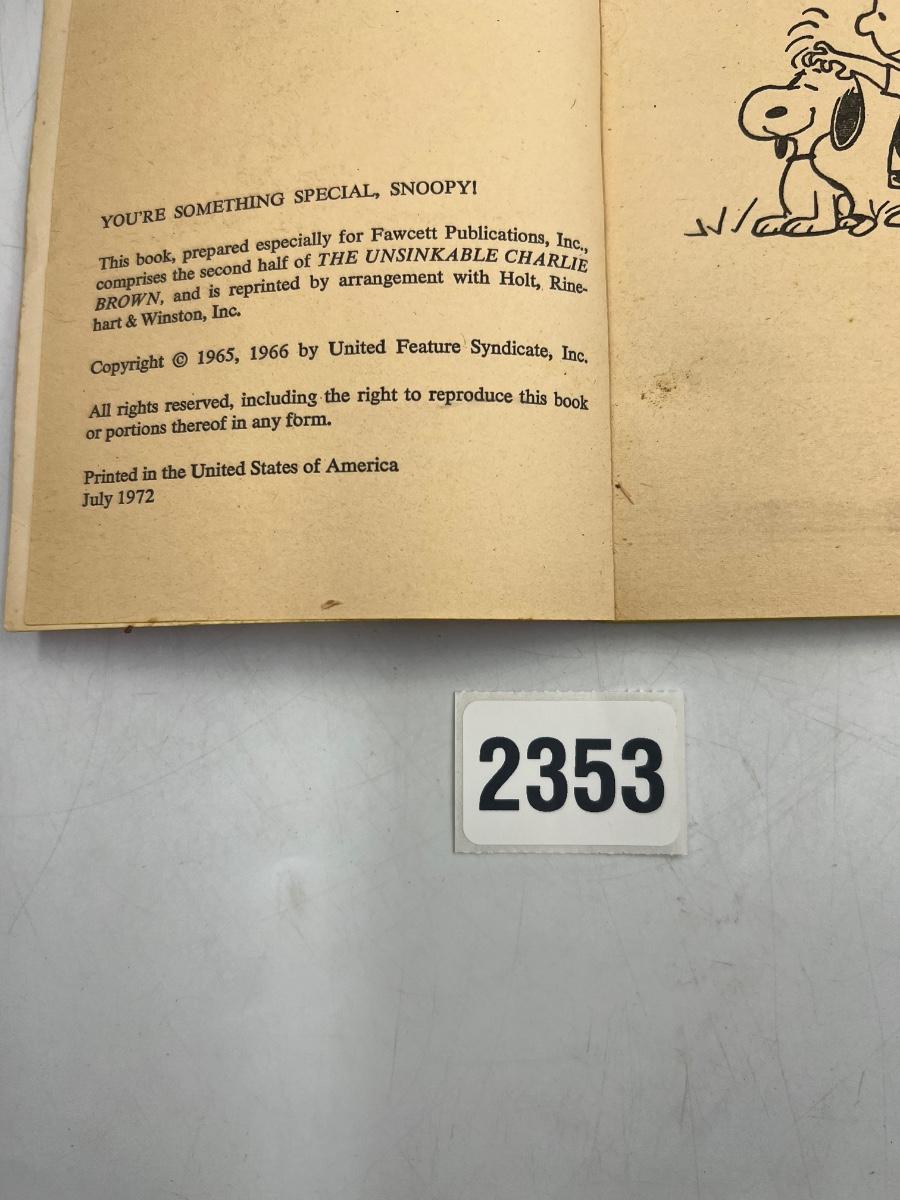 YOU'RE SOMETHING SPECIAL, SNOOPY!
This book, prepared especially for Fawcett Publications, Inc.,
comprises the second half of THE UNSINKABLE CHARLIE
BROWN, and is reprinted by arrangement with Holt, Rine-
hart & Winston, Inc.
Copyright © 1965, 1966 by United Feature Syndicate, Inc.
All rights reserved, including the right to reproduce this book
or portions thereof in any form.
Printed in the United States of America
July 1972
2353